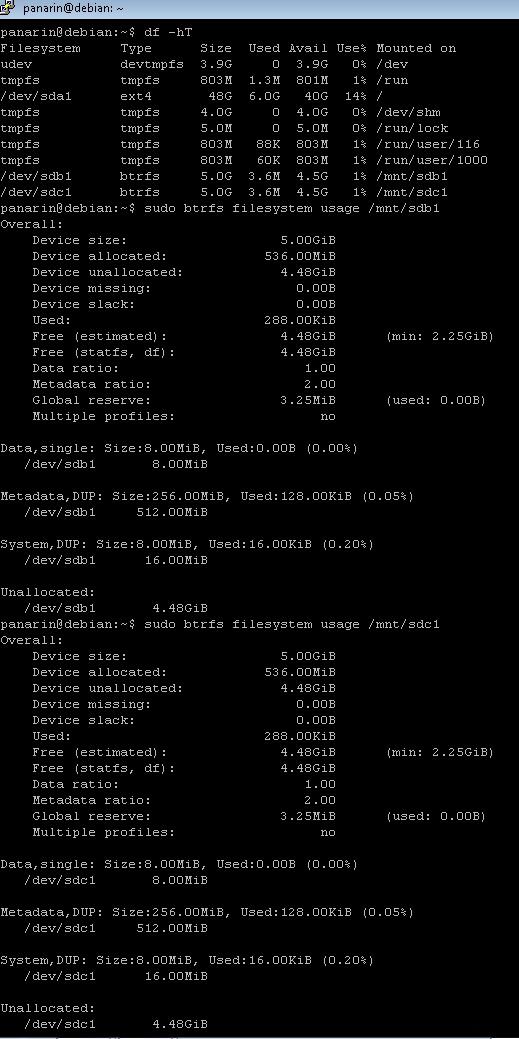 panarin@debian: ~
panarin@debian:~$ df -hT
Filesystem     Type      Size  Used Avail Use% Mounted on
udev           devtmpfs  3.9G     0  3.9G   0% /dev
tmpfs          tmpfs     803M  1.3M  801M   1% /run
/dev/sda1      ext4       48G  6.0G   40G  14% /
tmpfs          tmpfs     4.0G     0  4.0G   0% /dev/shm
tmpfs          tmpfs     5.0M     0  5.0M   0% /run/lock
tmpfs          tmpfs     803M   88K  803M   1% /run/user/116
tmpfs          tmpfs     803M   60K  803M   1% /run/user/1000
/dev/sdb1      btrfs     5.0G  3.6M  4.5G   1% /mnt/sdb1
/dev/sdc1      btrfs     5.0G  3.6M  4.5G   1% /mnt/sdc1
panarin@debian:~$ sudo btrfs filesystem usage /mnt/sdb1
Overall:
    Device size:                   5.00GiB
    Device allocated:            536.00MiB
    Device unallocated:            4.48GiB
    Device missing:                  0.00B
    Device slack:                    0.00B
    Used:                        288.00KiB
    Free (estimated):              4.48GiB      (min: 2.25GiB)
    Free (statfs, df):             4.48GiB
    Data ratio:                       1.00
    Metadata ratio:                   2.00
    Global reserve:                3.25MiB      (used: 0.00B)
    Multiple profiles:                  no
Data,single: Size:8.00MiB, Used:0.00B (0.00%)
   /dev/sdb1       8.00MiB
Metadata,DUP: Size:256.00MiB, Used:128.00KiB (0.05%)
   /dev/sdb1     512.00MiB
System,DUP: Size:8.00MiB, Used:16.00KiB (0.20%)
   /dev/sdb1      16.00MiB
Unallocated:
   /dev/sdb1       4.48GiB
panarin@debian:~$ sudo btrfs filesystem usage /mnt/sdc1
Overall:
    Device size:                   5.00GiB
    Device allocated:            536.00MiB
    Device unallocated:            4.48GiB
    Device missing:                  0.00B
    Device slack:                    0.00B
    Used:                        288.00KiB
    Free (estimated):              4.48GiB      (min: 2.25GiB)
    Free (statfs, df):             4.48GiB
    Data ratio:                       1.00
    Metadata ratio:                   2.00
    Global reserve:                3.25MiB      (used: 0.00B)
    Multiple profiles:                  no
Data,single: Size:8.00MiB, Used:0.00B (0.00%)
   /dev/sdc1       8.00MiB
Metadata,DUP: Size:256.00MiB, Used:128.00KiB (0.05%)
   /dev/sdc1     512.00MiB
System,DUP: Size:8.00MiB, Used:16.00KiB (0.20%)
   /dev/sdc1      16.00MiB
Unallocated:
   /dev/sdc1       4.48GiB